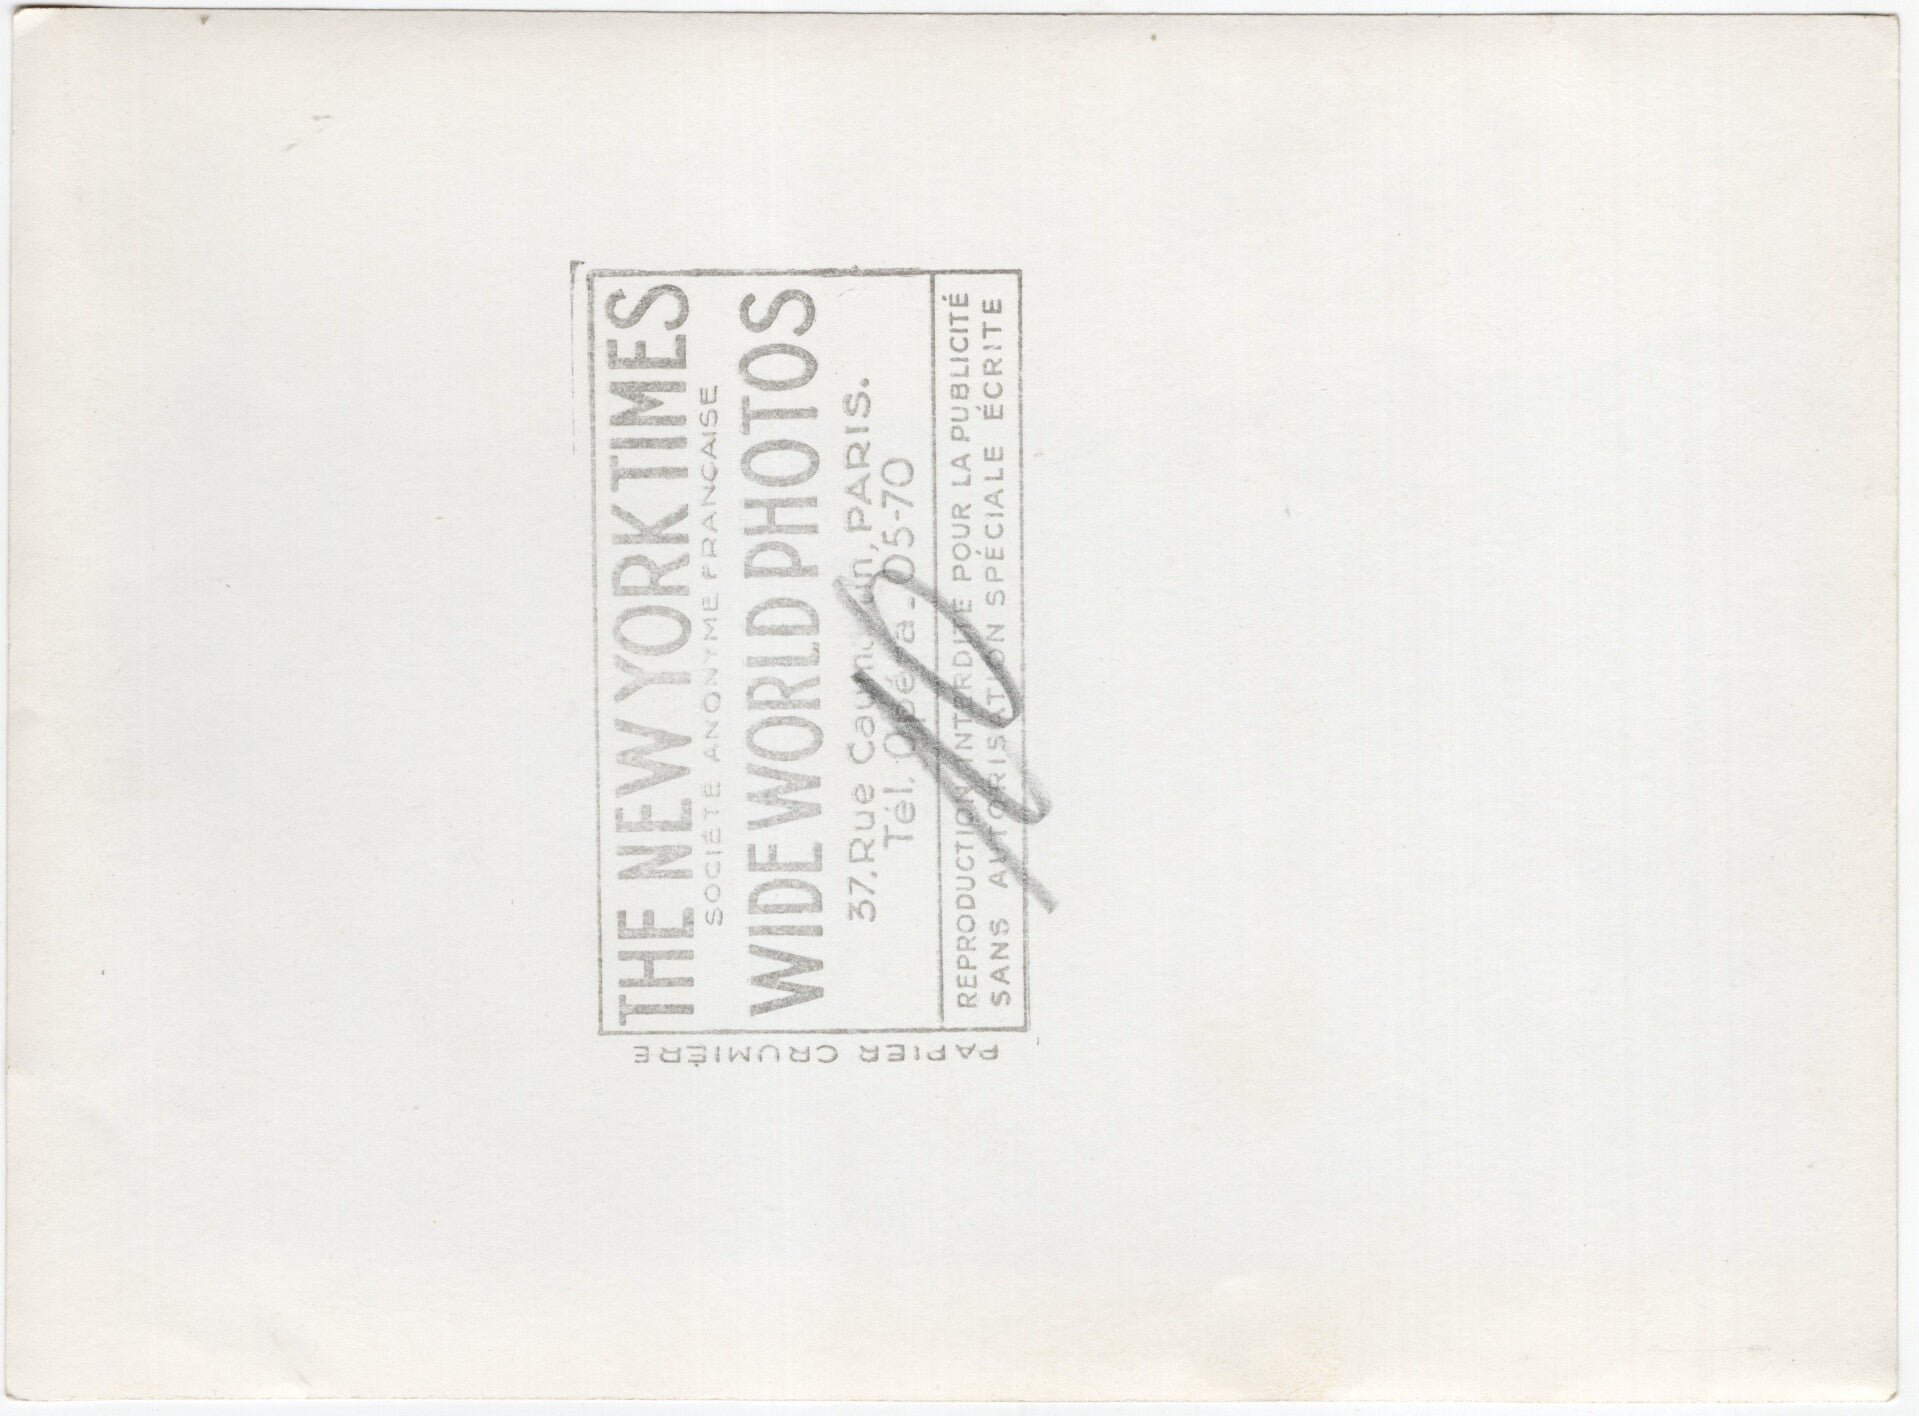 THE NEW YORK TIMES
SOCIÉTÉ ANONYME FRANÇAISE
WIDE WORLD PHOTOS
37, Rue Caumartin, PARIS.
Tél. Opéra - 05-70
REPRODUCTION INTERDITE POUR LA PUBLICITÉ
SANS AUTORISATION SPÉCIALE ÉCRITE
PAPIER CRUMIÈRE